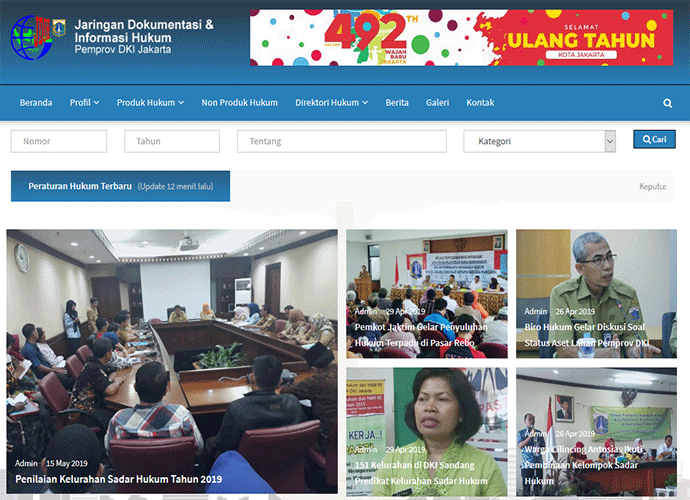 Jaringan Dokumentasi &
Informasi Hukum
Pemprov DKI Jakarta
492TH
WAJAH
BARU
JAKARTA
SELAMAT
ULANG TAHUN
KOTA JAKARTA
Beranda Profil Produk Hukum Non Produk Hukum Direktori Hukum Berita Galeri Kontak
Nomor Tahun Tentang Kategori Cari
Peraturan Hukum Terbaru (Update 12 menit lalu) Keputus
Admin 15 May 2019
Penilaian Kelurahan Sadar Hukum Tahun 2019
Admin 29 Apr 2019
Pemkot Jaktim Gelar Penyuluhan
Hukum Terpadu di Pasar Rebo
Admin 26 Apr 2019
Biro Hukum Gelar Diskusi Soal
Status Aset Lahan Pemprov DKI
KERJA..!
Admin 29 Apr 2019
151 Kelurahan di DKI Sandang
Predikat Kelurahan Sadar Hukum
Admin 26 Apr 2019
Warga Cilincing Antusias Ikuti
Pembinaan Kelompok Sadar
Hukum